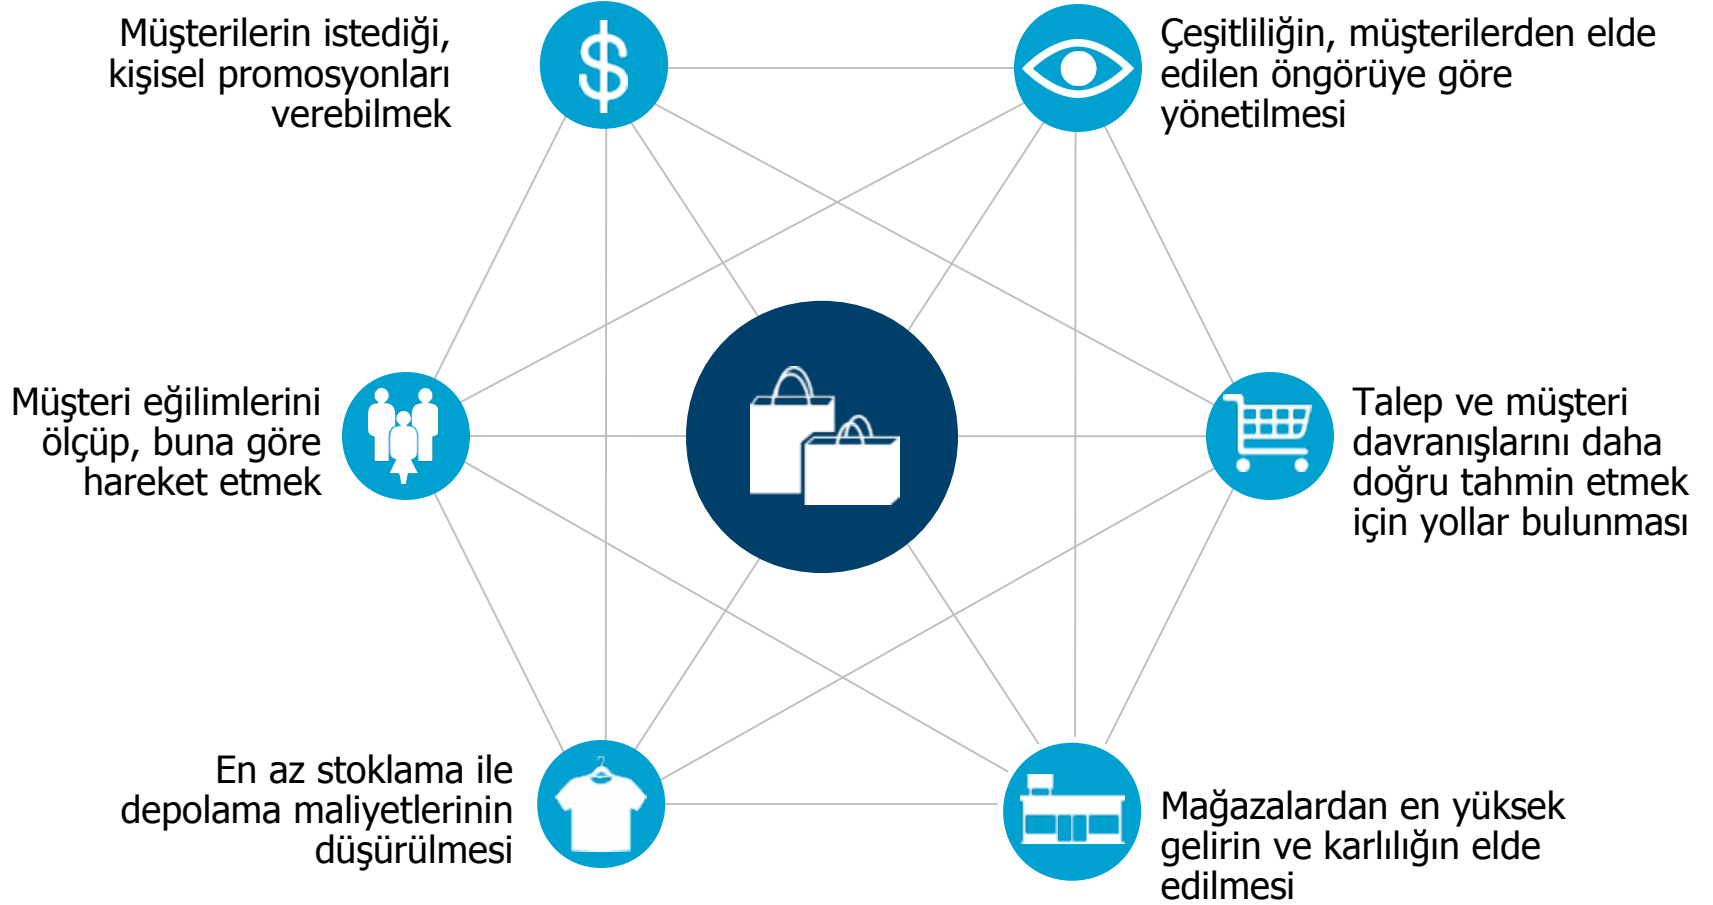 Müşterilerin istediği,
kişisel promosyonları
verebilmek
Çeşitliliğin, müşterilerden elde
edilen öngörüye göre
yönetilmesi
Müşteri eğilimlerini
ölçüp, buna göre
hareket etmek
Talep ve müşteri
davranışlarını daha
doğru tahmin etmek
için yollar bulunması
En az stoklama ile
depolama maliyetlerinin
düşürülmesi
Mağazalardan en yüksek
gelirin ve karlılığın elde
edilmesi